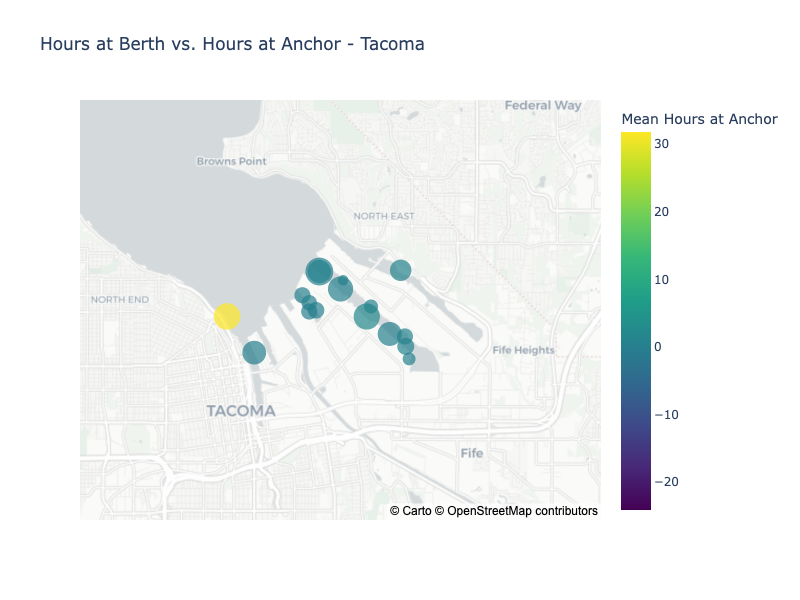 Hours at Berth vs. Hours at Anchor - Tacoma
Federal Way
Mean Hours at Anchor
30
Browns Point
20
NORTH EAST
10
NORTH END
0
Fife Heights
−10
TACOMA
Fife
−20
© Carto © OpenStreetMap contributors